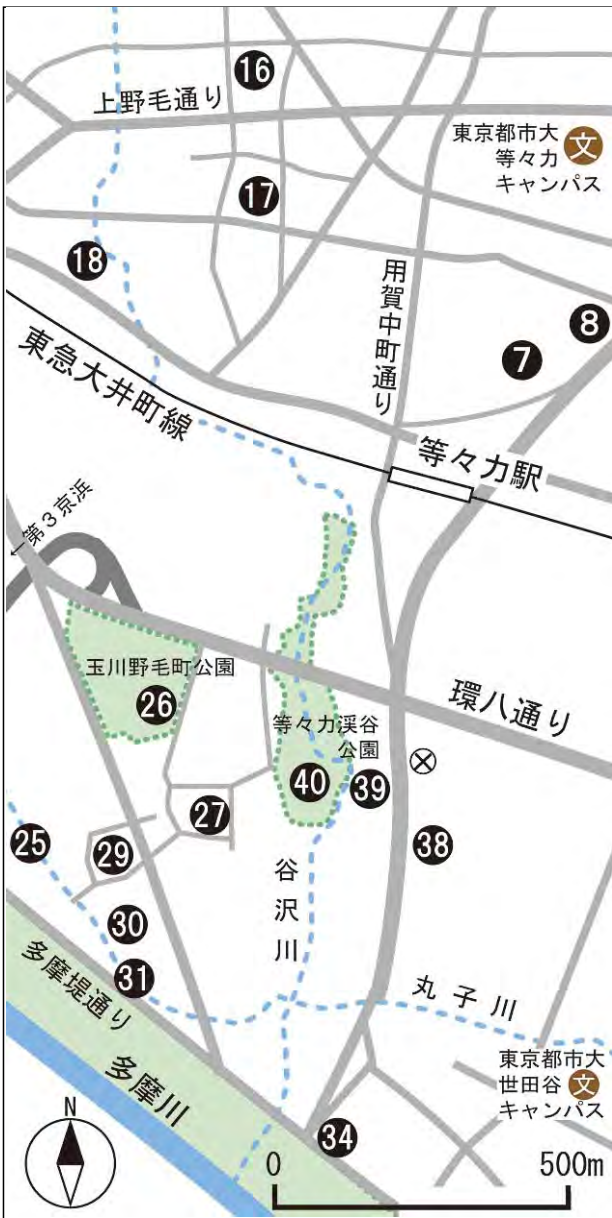 16
上野毛通り
東京都市大
等々力
キャンパス
文
17
18
用賀中町通り
8
7
東急大井町線
等々力駅
←第3京浜
玉川野毛町公園
26
環八通り
等々力渓谷
公園
40
39
27
38
25
29
谷沢川
30
31
多摩堤通り
丸子川
多摩川
東京都市大
世田谷
キャンパス
文
34
N
0
500m